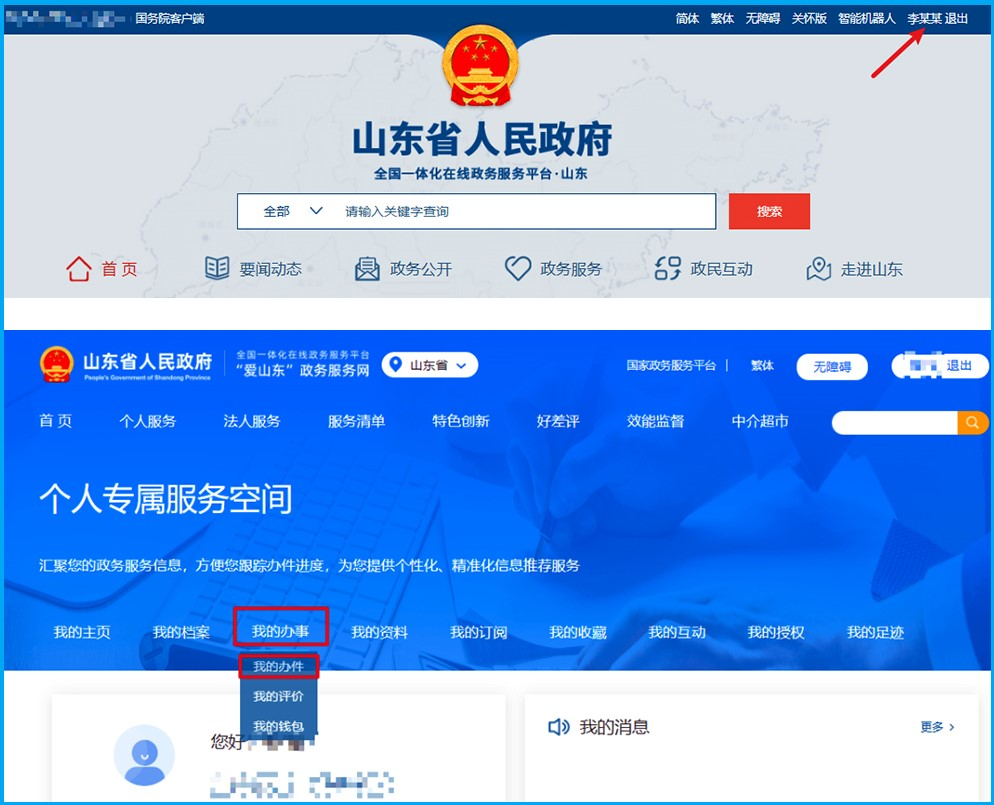 国务院客户端 简体 繁体 无障碍 关怀版 智能机器人 李某某 退出
山东省人民政府
全国一体化在线政务服务平台·山东
全部 请输入关键字查询 搜索
首页 要闻动态 政务公开 政务服务 政民互动 走进山东
山东省人民政府 全国一体化在线政务服务平台 山东省 国家政务服务平台 | 繁体 无障碍 退出
People's Government of Shandong Province “爱山东”政务服务网
首页 个人服务 法人服务 服务清单 特色创新 好差评 效能监督 中介超市
个人专属服务空间
汇聚您的政务服务信息，方便您跟踪办件进度，为您提供个性化、精准化信息推荐服务
我的主页 我的档案 我的办事 我的资料 我的订阅 我的收藏 我的互动 我的授权 我的足迹
我的办件
我的评价
我的钱包
您好
我的消息 更多 >